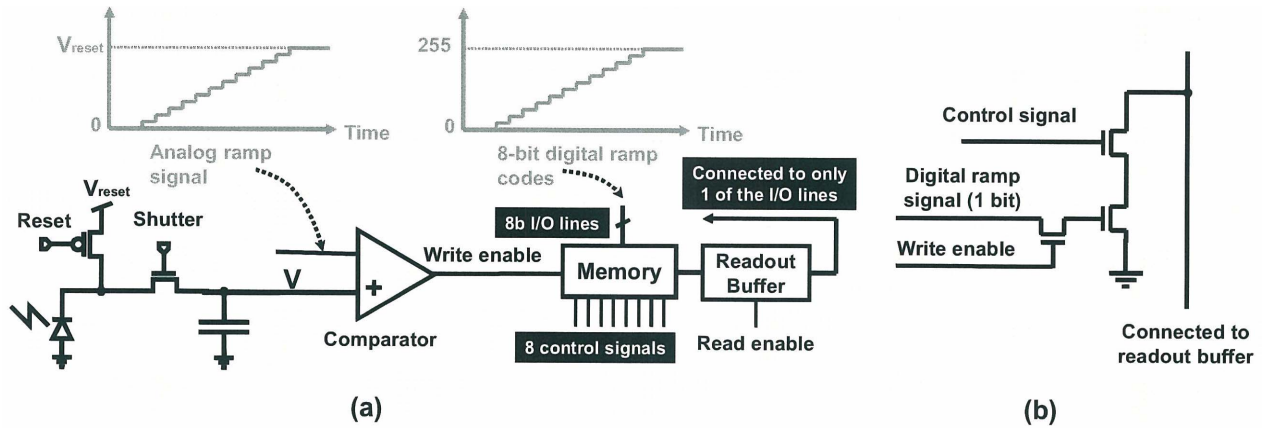 Vreset
0
Time
Analog ramp
signal
255
0
Time
8-bit digital ramp
codes
Vreset
Reset
Shutter
V
+
Comparator
Write enable
8b I/O lines
Memory
8 control signals
Connected to only
1 of the I/O lines
Readout
Buffer
Read enable
(a)
Control signal
Digital ramp
signal (1 bit)
Write enable
Connected to
readout buffer
(b)